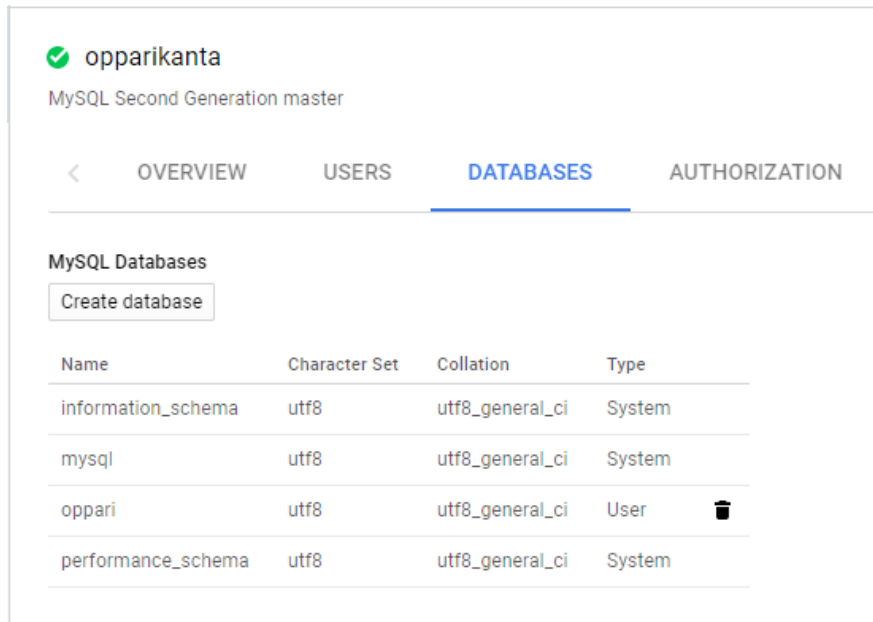 opparikanta
MySQL Second Generation master
OVERVIEW USERS DATABASES AUTHORIZATION
MySQL Databases
Create database
Name Character Set Collation Type
information_schema utf8 utf8_general_ci System
mysql utf8 utf8_general_ci System
oppari utf8 utf8_general_ci User
performance_schema utf8 utf8_general_ci System